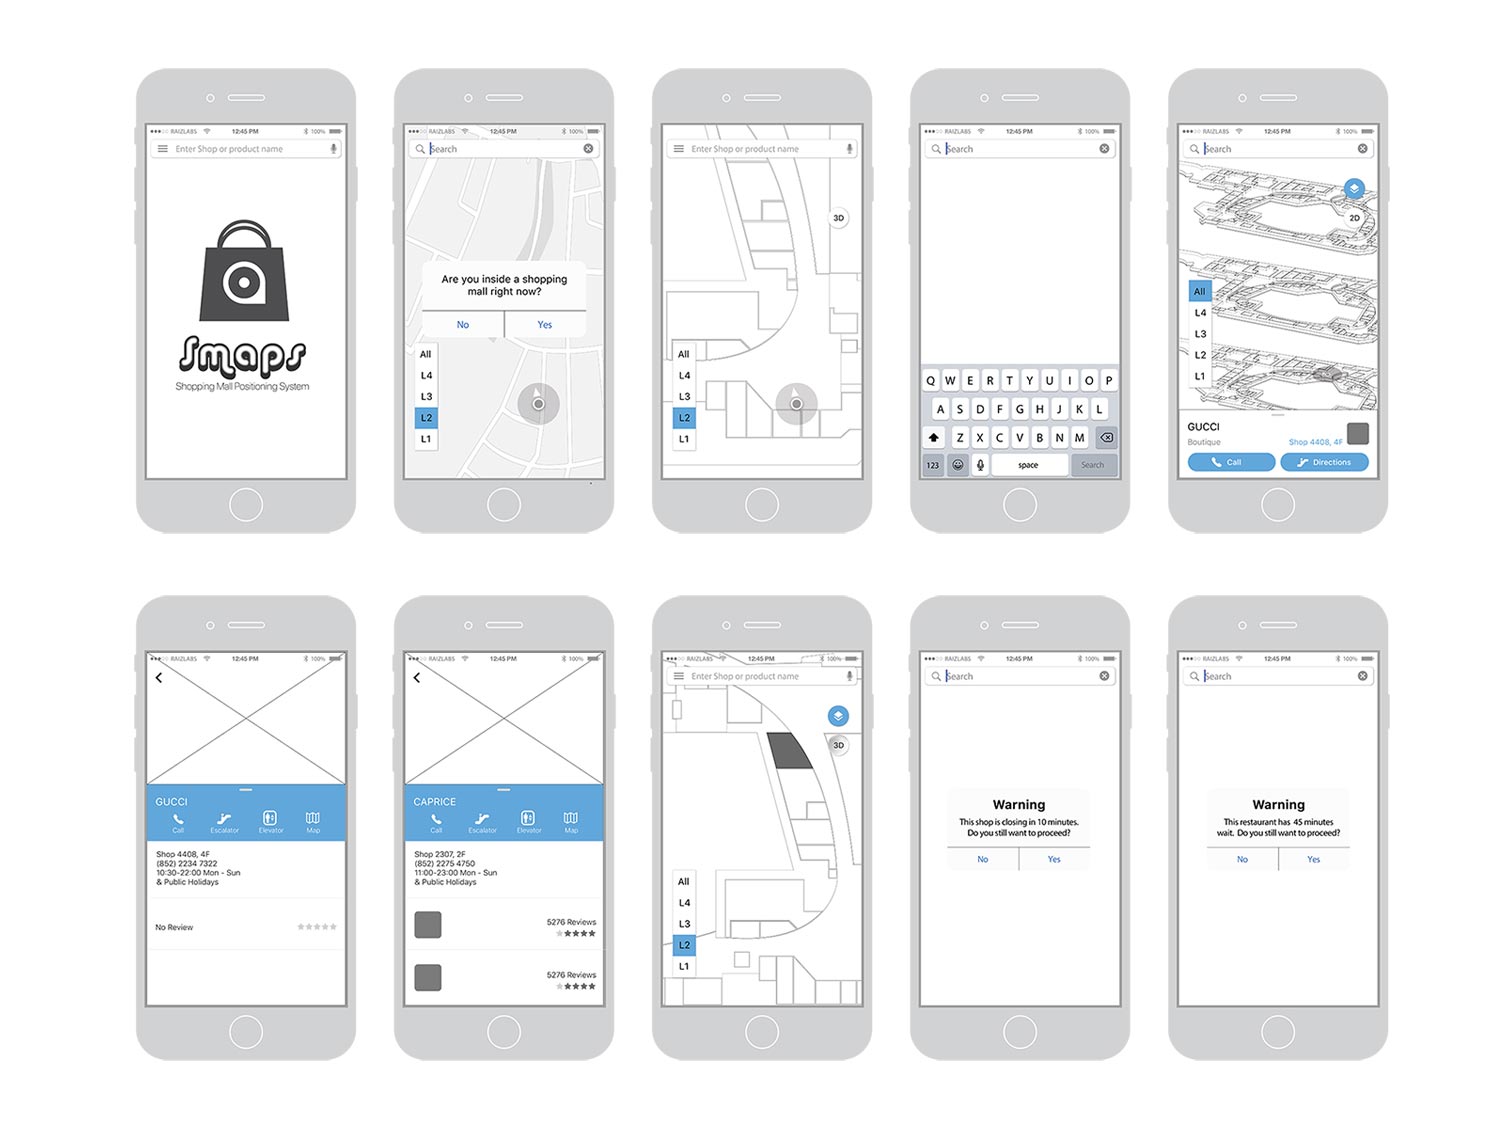 RAIZLABS 12:45 PM 100%
Enter Shop or product name
Smaps
Shopping Mall Positioning System
RAIZLABS 12:45 PM 100%
Search
Are you inside a shopping
mall right now?
No Yes
All
L4
L3
L2
L1
Enter Shop or product name
3D
All
L4
L3
L2
L1
RAIZLABS 12:45 PM 100%
Search
Q W E R T Y U I O P
A S D F G H J K L
Z X C V B N M
123 space Search
RAIZLABS 12:45 PM 100%
Search
2D
All
L4
L3
L2
L1
GUCCI
Boutique Shop 4408, 4F
Call Directions
RAIZLABS 12:45 PM 100%
GUCCI
Call Escalator Elevator Map
Shop 4408, 4F
(852) 2234 7322
10:30-22:00 Mon - Sun
& Public Holidays
No Review
RAIZLABS 12:45 PM 100%
CAPRICE
Call Escalator Elevator Map
Shop 2307, 2F
(852) 2275 4750
11:00-23:00 Mon - Sun
& Public Holidays
5276 Reviews
5276 Reviews
RAIZLABS 12:45 PM 100%
Enter Shop or product name
3D
All
L4
L3
L2
L1
RAIZLABS 12:45 PM 100%
Search
Warning
This shop is closing in 10 minutes.
Do you still want to proceed?
No Yes
RAIZLABS 12:45 PM 100%
Search
Warning
This restaurant has 45 minutes
wait. Do you still want to proceed?
No Yes